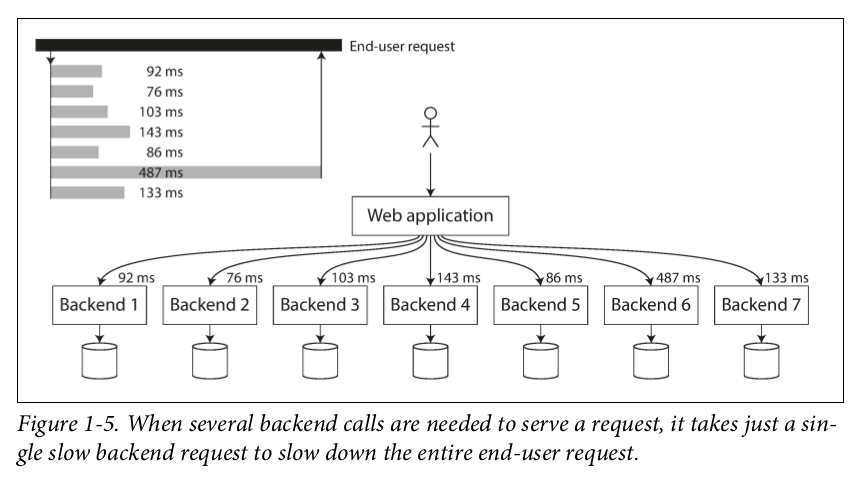 End-user request
92 ms
76 ms
103 ms
143 ms
86 ms
487 ms
133 ms
Web application
92 ms 76 ms 103 ms 143 ms 86 ms 487 ms 133 ms
Backend 1 Backend 2 Backend 3 Backend 4 Backend 5 Backend 6 Backend 7
Figure 1-5. When several backend calls are needed to serve a request, it takes just a sin-
gle slow backend request to slow down the entire end-user request.